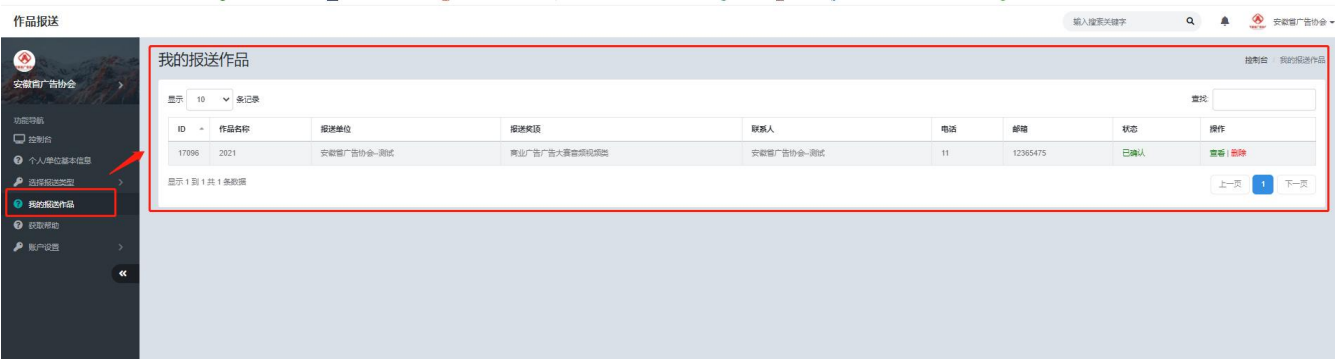 作品报送
输入搜索关键字
安徽省广告协会
安徽省广告协会
功能导航
控制台
个人/单位基本信息
选择报送类型
我的报送作品
获取帮助
账户设置
我的报送作品
控制台 我的报送作品
显示 10 条记录
查找:
ID 作品名称 报送单位 报送奖项 联系人 电话 邮箱 状态 操作
17096 2021 安徽省广告协会--测试 商业广告广告大赛音频视频类 安徽省广告协会--测试 11 12365475 已确认 查看 | 删除
显示 1 到 1 共 1 条数据
上一页 1 下一页